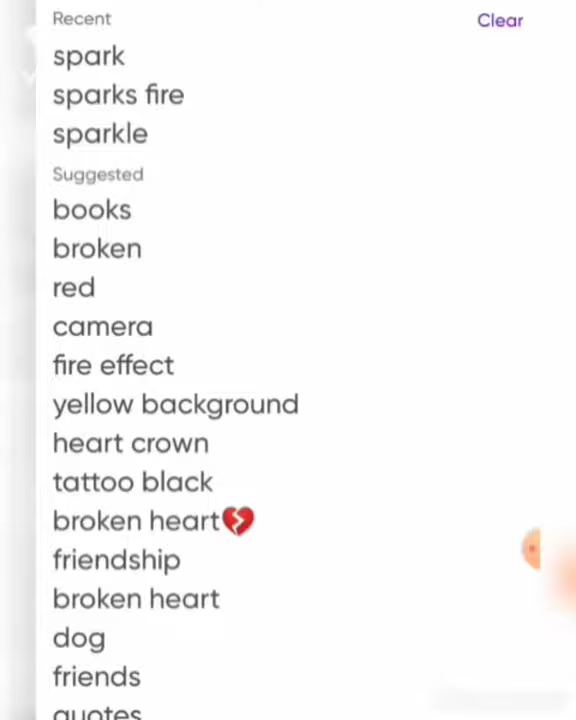 Recent
Clear
spark
sparks fire
sparkle
Suggested
books
broken
red
camera
fire effect
yellow background
heart crown
tattoo black
broken heart💔
friendship
broken heart
dog
friends
quotes